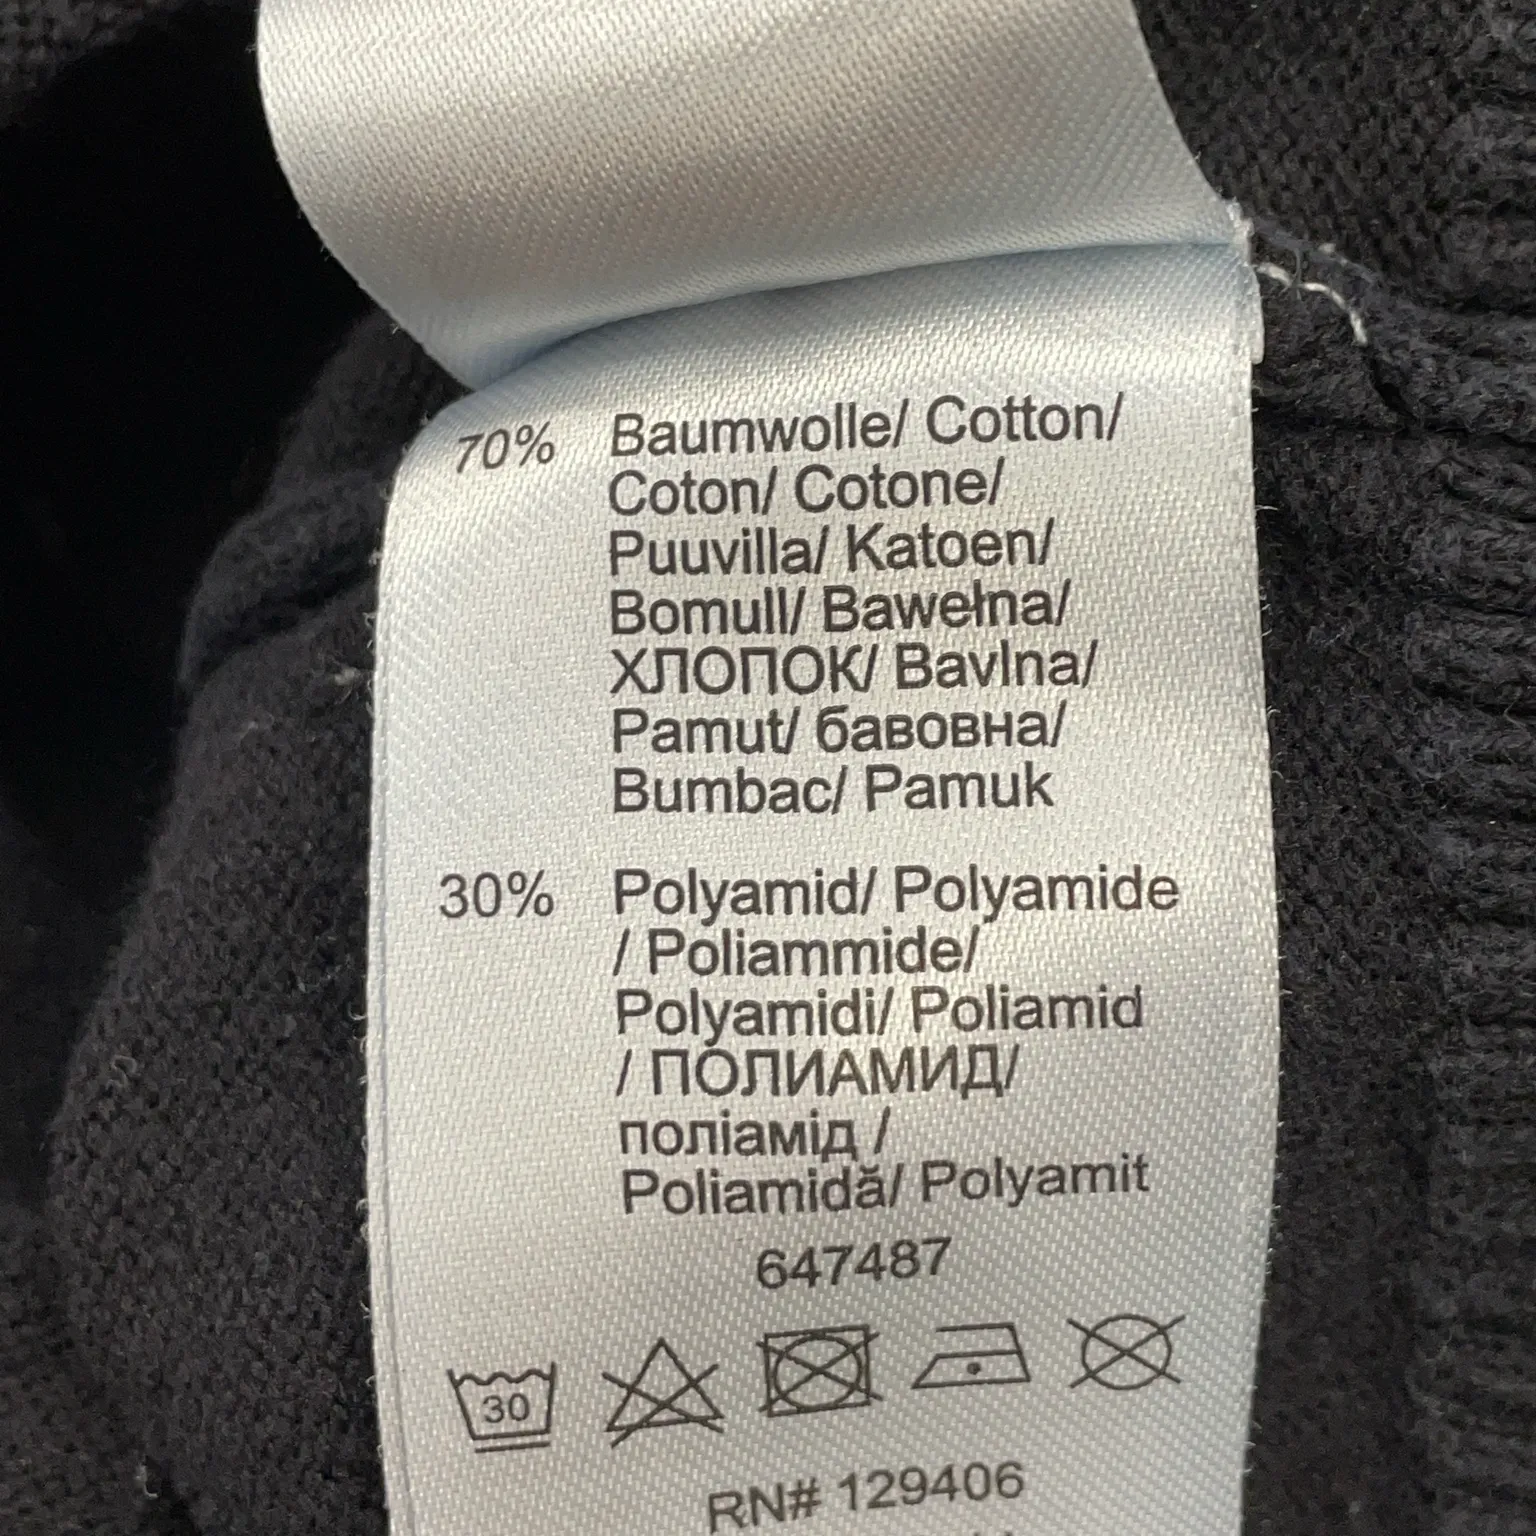 70% Baumwolle/ Cotton/
Coton/ Cotone/
Puuvilla/ Katoen/
Bomull/ Bawełna/
ХЛОПОК/ Bavlna/
Pamut/ бавовна/
Bumbac/ Pamuk
30% Polyamid/ Polyamide
/ Poliammide/
Polyamidi/ Poliamid
/ ПОЛИАМИД/
поліамід /
Poliamidă/ Polyamit
647487
30
RN# 129406